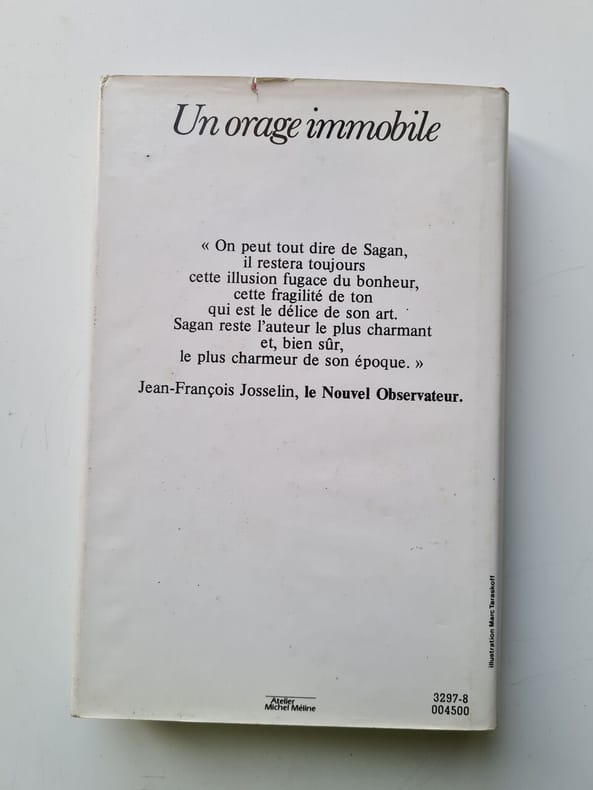 Un orage immobile
« On peut tout dire de Sagan,
il restera toujours
cette illusion fugace du bonheur,
cette fragilité de ton
qui est le délice de son art.
Sagan reste l'auteur le plus charmant
et, bien sûr,
le plus charmeur de son époque. »
Jean-François Josselin, le Nouvel Observateur.
illustration Marc Taraskoff
Atelier
Michel Méline
3297-8
004500